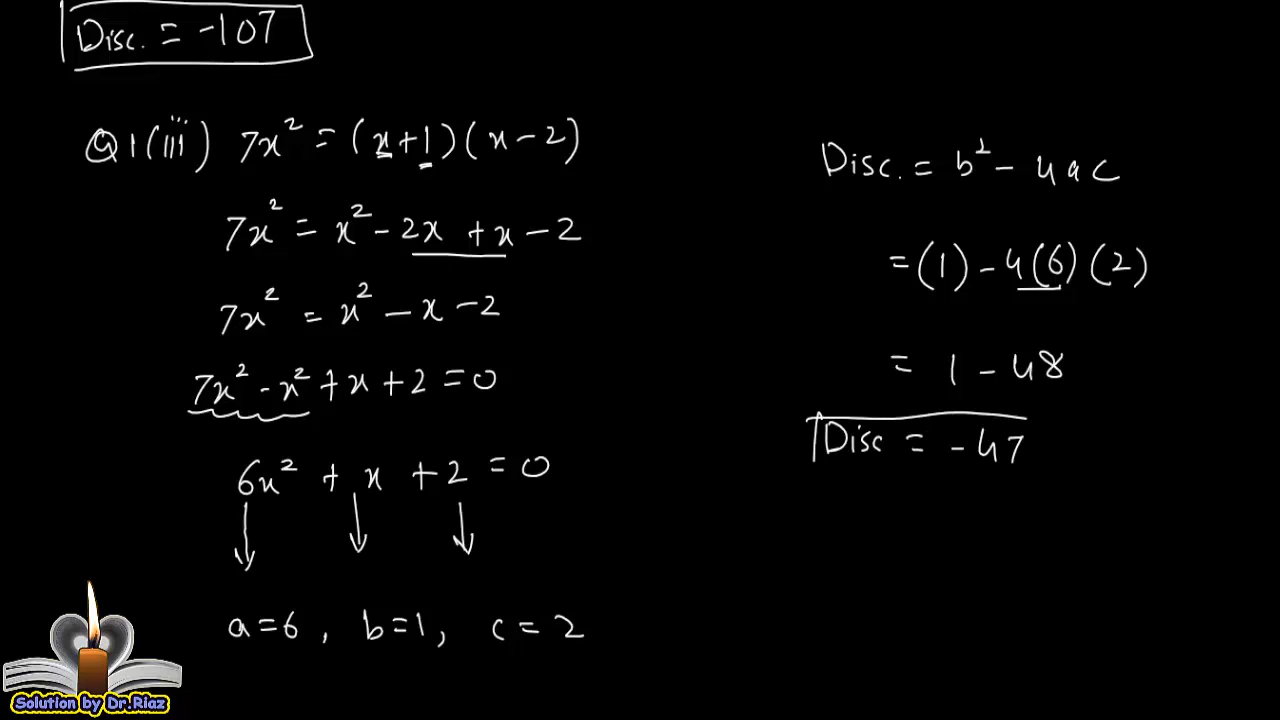 Disc. = -107
Q1(iii) 7x² = (x+1)(x-2)
7x² = x² - 2x + x - 2
7x² = x² - x - 2
7x² - x² + x + 2 = 0
6x² + x + 2 = 0
a=6, b=1, c=2
Disc. = b² - 4ac
= (1) - 4(6)(2)
= 1 - 48
Disc = -47
Solution by Dr.Riaz